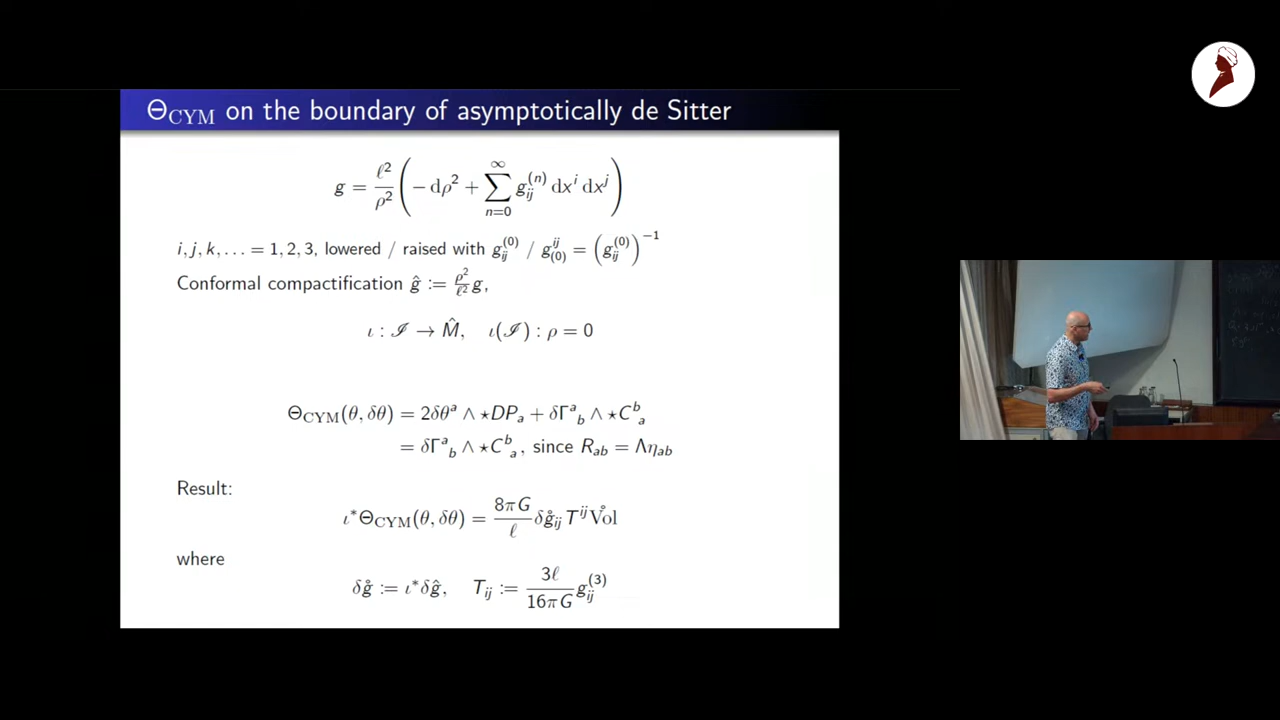 Θ_CYM on the boundary of asymptotically de Sitter
g = ℓ²/ρ² ( − dρ² + ∑_{n=0}^{∞} g_{ij}^{(n)} dx^i dx^j )
i, j, k, . . . = 1, 2, 3, lowered / raised with g_{ij}^{(0)} / g^{ij}_{(0)} = (g_{ij}^{(0)})^{−1}
Conformal compactification ĝ := ρ²/ℓ² g,
ι : ℐ → M̂, ι(ℐ) : ρ = 0
Θ_CYM(θ, δθ) = 2δθ^a ∧ ⋆DP_a + δΓ^a_b ∧ ⋆C^b_a
= δΓ^a_b ∧ ⋆C^b_a, since R_{ab} = Λη_{ab}
Result:
ι*Θ_CYM(θ, δθ) = 8πG/ℓ δg̊_{ij} T^{ij} Vol̊
where
δg̊ := ι*δĝ, T_{ij} := 3ℓ/16πG g_{ij}^{(3)}